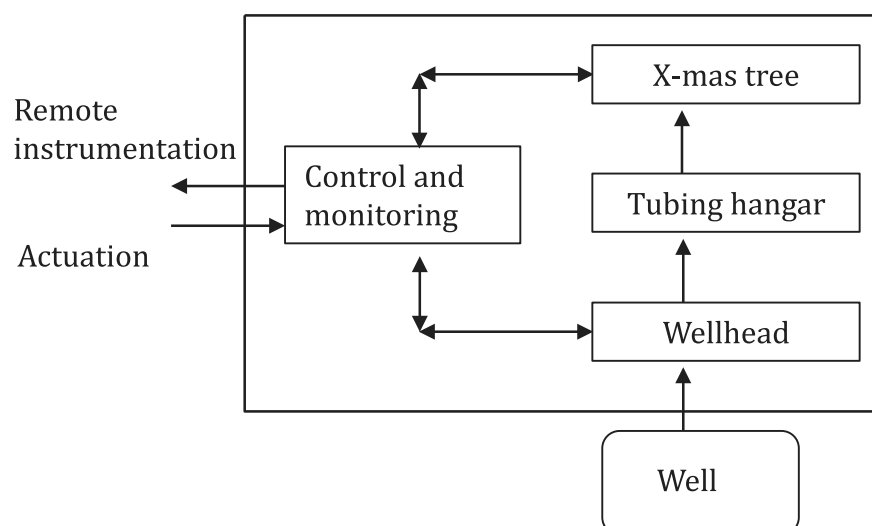 X-mas tree
Remote
instrumentation
Control and
monitoring
Tubing hangar
Actuation
Wellhead
Well